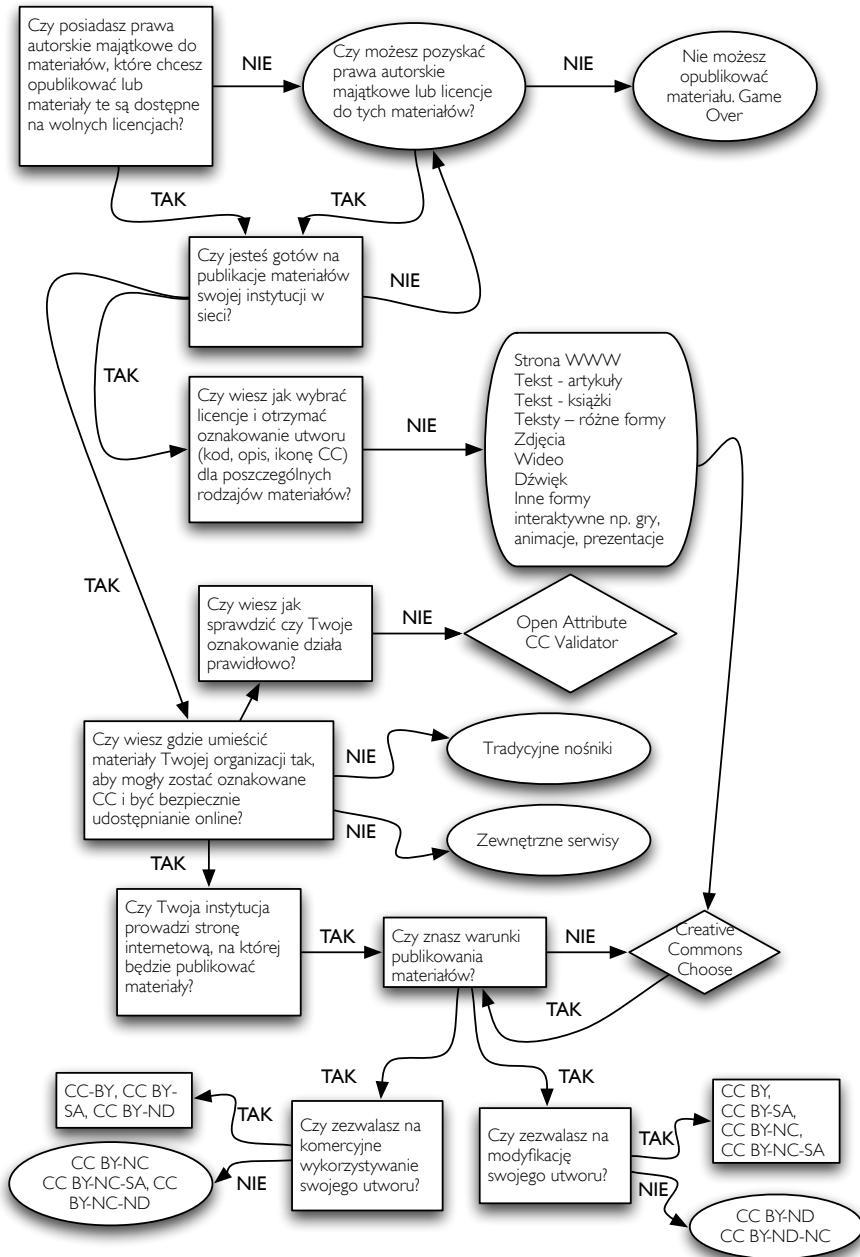 Czy posiadasz prawa
autorskie majątkowe do
materiałów, które chcesz
opublikować lub
materiały te są dostępne
na wolnych licencjach?
NIE
Czy możesz pozyskać
prawa autorskie
majątkowe lub licencje
do tych materiałów?
NIE
Nie możesz
opublikować
materiału. Game
Over
TAK
TAK
Czy jesteś gotów na
publikacje materiałów
swojej instytucji w
sieci?
NIE
TAK
Czy wiesz jak wybrać
licencje i otrzymać
oznakowanie utworu
(kod, opis, ikonę CC)
dla poszczególnych
rodzajów materiałów?
NIE
Strona WWW
Tekst - artykuły
Tekst - książki
Teksty – różne formy
Zdjęcia
Wideo
Dźwięk
Inne formy
interaktywne np. gry,
animacje, prezentacje
TAK
Czy wiesz jak
sprawdzić czy Twoje
oznakowanie działa
prawidłowo?
NIE
Open Attribute
CC Validator
Czy wiesz gdzie umieścić
materiały Twojej organizacji tak,
aby mogły zostać oznakowane
CC i być bezpiecznie
udostępnianie online?
NIE
Tradycyjne nośniki
NIE
Zewnętrzne serwisy
TAK
Czy Twoja instytucja
prowadzi stronę
internetową, na której
będzie publikować
materiały?
TAK
Czy znasz warunki
publikowania
materiałów?
NIE
Creative
Commons
Choose
TAK
TAK
TAK
CC-BY, CC BY-
SA, CC BY-ND
TAK
Czy zezwalasz na
komercyjne
wykorzystywanie
swojego utworu?
NIE
CC BY-NC
CC BY-NC-SA, CC
BY-NC-ND
Czy zezwalasz na
modyfikację
swojego utworu?
TAK
CC BY,
CC BY-SA,
CC BY-NC,
CC BY-NC-SA
NIE
CC BY-ND
CC BY-ND-NC